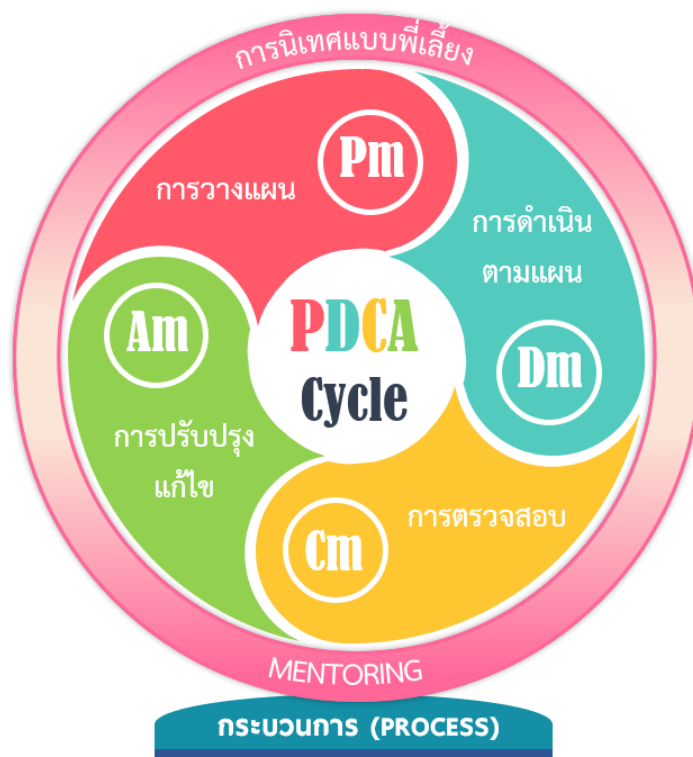 การนิเทศแบบพี่เลี้ยง
Pm
การวางแผน
การดำเนิน
ตามแผน
Dm
PDCA
Cycle
Am
การปรับปรุง
แก้ไข
การตรวจสอบ
Cm
MENTORING
กระบวนการ (PROCESS)